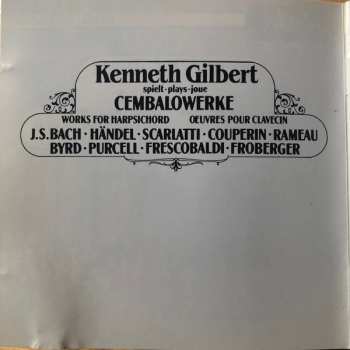 Kenneth Gilbert
spielt·plays·joue
CEMBALOWERKE
WORKS FOR HARPSICHORD OEUVRES POUR CLAVECIN
J.S.BACH·HÄNDEL·SCARLATTI·COUPERIN·RAMEAU
BYRD·PURCELL·FRESCOBALDI·FROBERGER